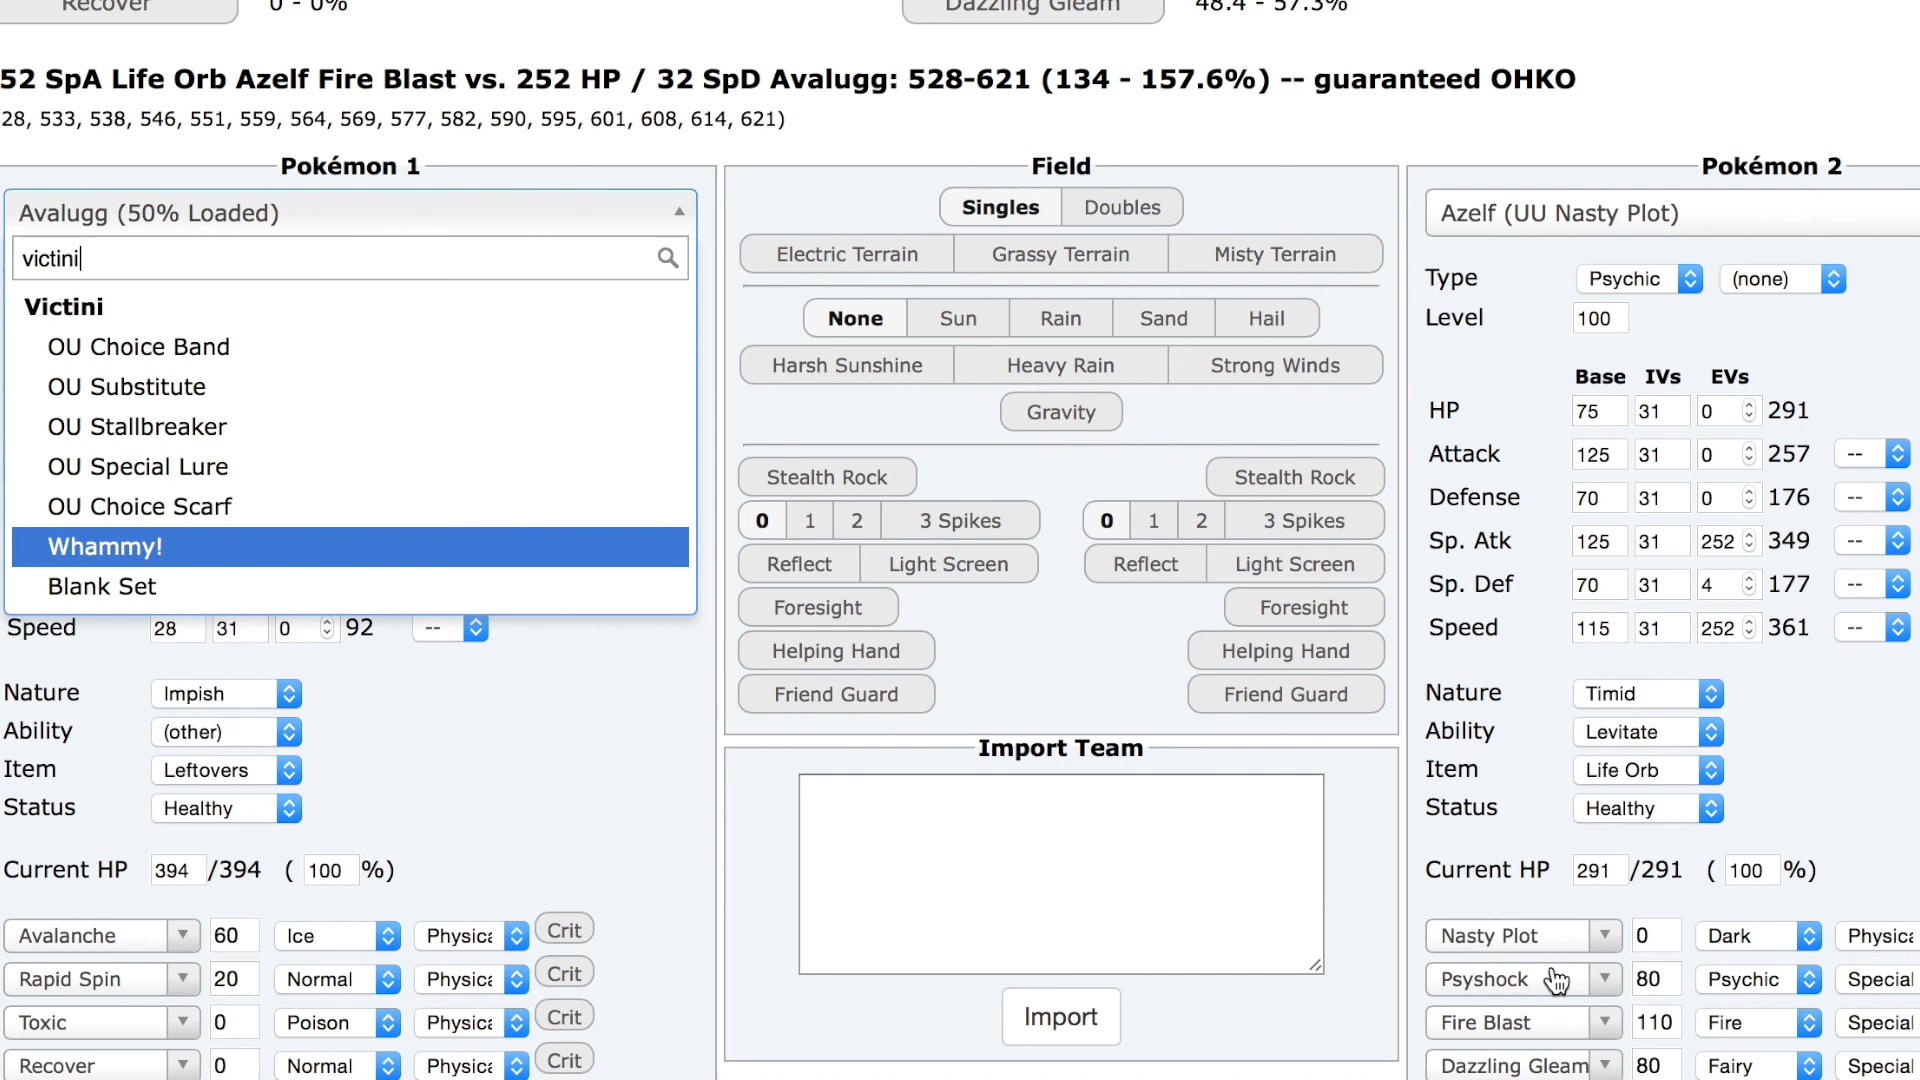 Recover 0 - 0% Dazzling Gleam 48.4 - 57.3%
52 SpA Life Orb Azelf Fire Blast vs. 252 HP / 32 SpD Avalugg: 528-621 (134 - 157.6%) -- guaranteed OHKO
28, 533, 538, 546, 551, 559, 564, 569, 577, 582, 590, 595, 601, 608, 614, 621)
Pokémon 1
Avalugg (50% Loaded)
victini
Victini
OU Choice Band
OU Substitute
OU Stallbreaker
OU Special Lure
OU Choice Scarf
Whammy!
Blank Set
Speed 28 31 0 92 --
Nature Impish
Ability (other)
Item Leftovers
Status Healthy
Current HP 394 /394 ( 100 %)
Avalanche 60 Ice Physica Crit
Rapid Spin 20 Normal Physica Crit
Toxic 0 Poison Physica Crit
Recover 0 Normal Physica Crit
Field
Singles Doubles
Electric Terrain Grassy Terrain Misty Terrain
None Sun Rain Sand Hail
Harsh Sunshine Heavy Rain Strong Winds
Gravity
Stealth Rock Stealth Rock
0 1 2 3 Spikes 0 1 2 3 Spikes
Reflect Light Screen Reflect Light Screen
Foresight Foresight
Helping Hand Helping Hand
Friend Guard Friend Guard
Import Team
Import
Pokémon 2
Azelf (UU Nasty Plot)
Type Psychic (none)
Level 100
Base IVs EVs
HP 75 31 0 291
Attack 125 31 0 257 --
Defense 70 31 0 176 --
Sp. Atk 125 31 252 349 --
Sp. Def 70 31 4 177 --
Speed 115 31 252 361 --
Nature Timid
Ability Levitate
Item Life Orb
Status Healthy
Current HP 291 /291 ( 100 %)
Nasty Plot 0 Dark Physica
Psyshock 80 Psychic Special
Fire Blast 110 Fire Special
Dazzling Gleam 80 Fairy Special